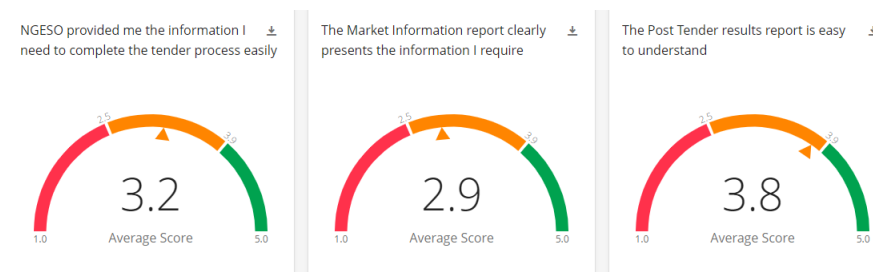 NGESO provided me the information I
need to complete the tender process easily
2.5
3.9
3.2
1.0
Average Score
5.0
The Market Information report clearly
presents the information I require
2.5
3.9
2.9
1.0
Average Score
5.0
The Post Tender results report is easy
to understand
2.5
3.9
3.8
1.0
Average Score
5.0